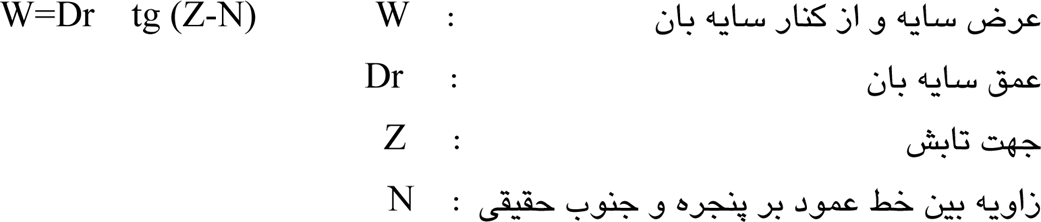 W=Dr tg (Z-N) عرض سایه و از کنار سایه بان : W
عمق سایه بان : Dr
جهت تابش : Z
زاویه بین خط عمود بر پنجره و جنوب حقیقی : N